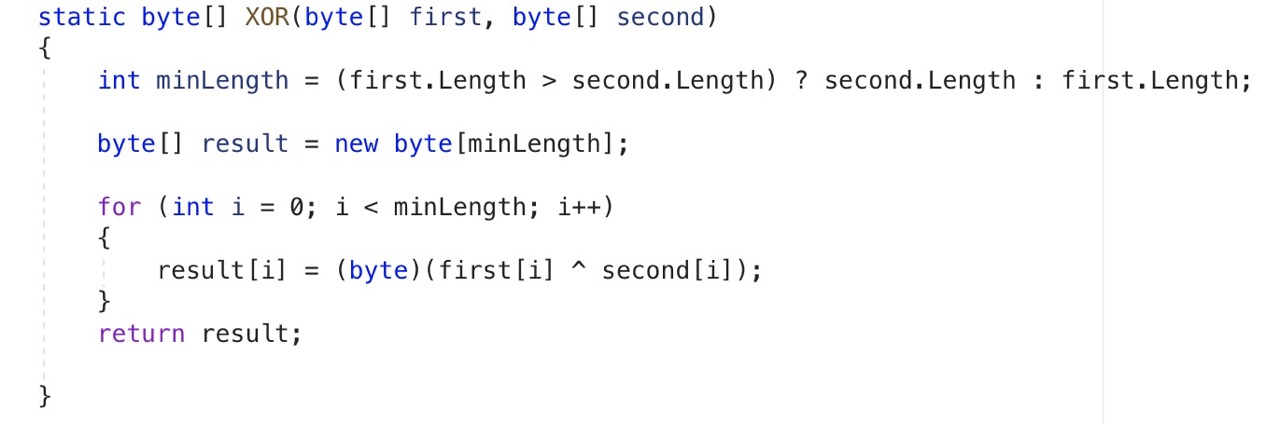 static byte[] XOR(byte[] first, byte[] second)
{
    int minLength = (first.Length > second.Length) ? second.Length : first.Length;
    byte[] result = new byte[minLength];
    for (int i = 0; i < minLength; i++)
    {
        result[i] = (byte)(first[i] ^ second[i]);
    }
    return result;
}